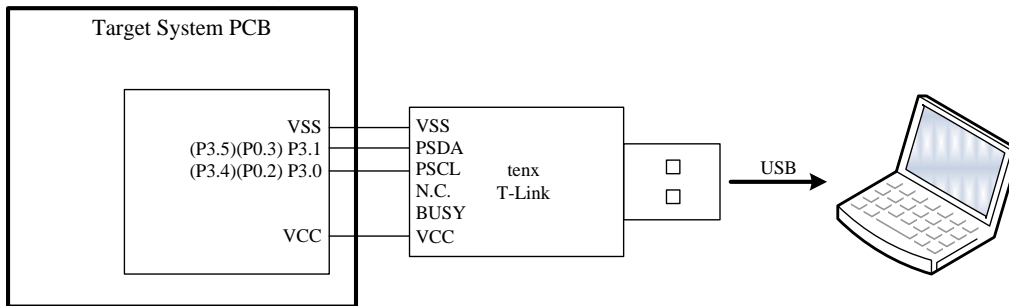 Target System PCB
VSS
(P3.5)(P0.3) P3.1
(P3.4)(P0.2) P3.0
VCC
VSS
PSDA
PSCL
N.C.
BUSY
VCC
tenx
T-Link
USB